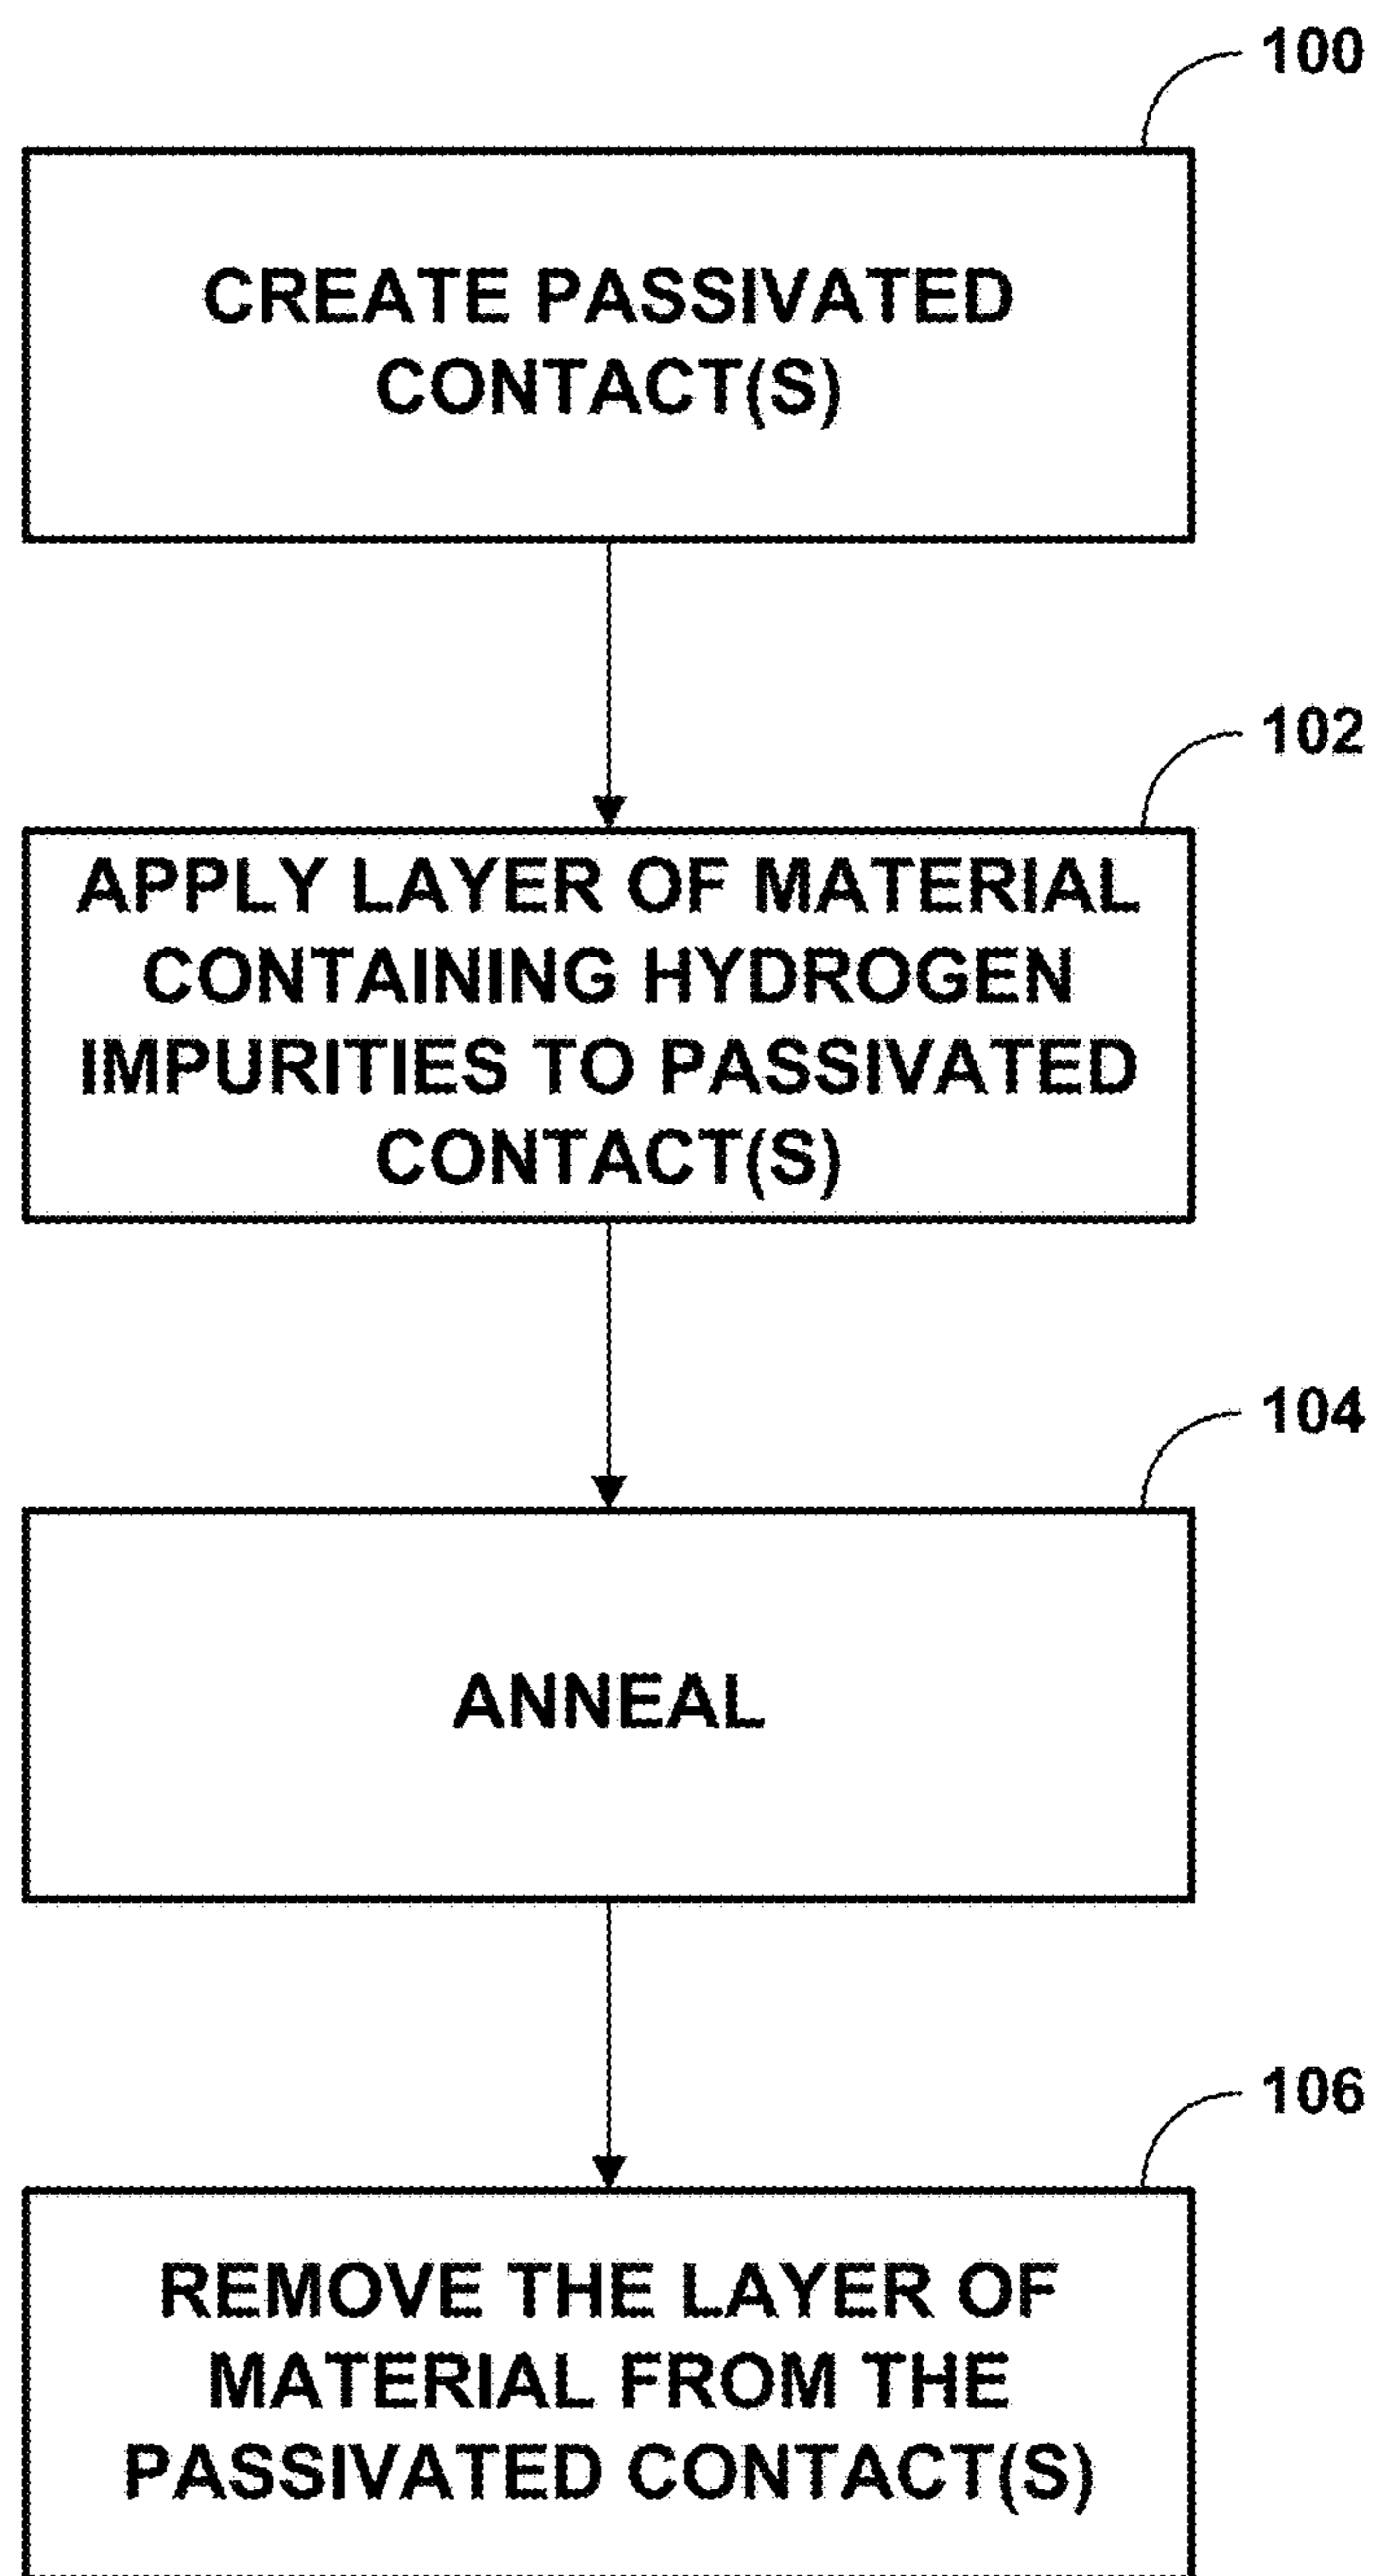 100
CREATE PASSIVATED
CONTACT(S)
102
APPLY LAYER OF MATERIAL
CONTAINING HYDROGEN
IMPURITIES TO PASSIVATED
CONTACT(S)
104
ANNEAL
106
REMOVE THE LAYER OF
MATERIAL FROM THE
PASSIVATED CONTACT(S)